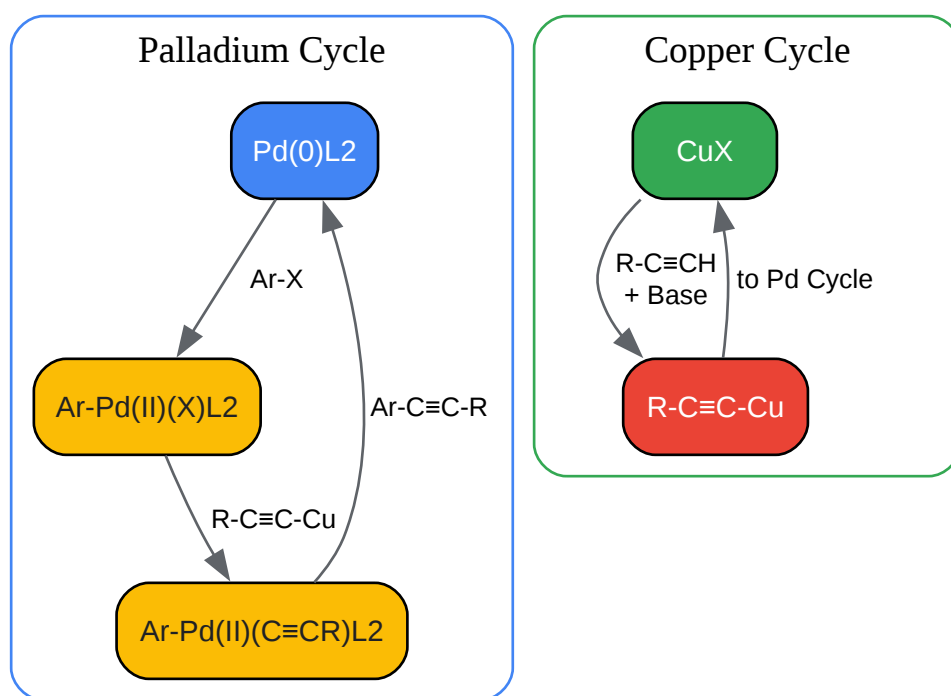 Palladium Cycle
Pd(0)L2
Ar-X
Ar-Pd(II)(X)L2
Ar-C≡C-R
R-C≡C-Cu
Ar-Pd(II)(C≡CR)L2
Copper Cycle
CuX
R-C≡CH
+ Base
to Pd Cycle
R-C≡C-Cu